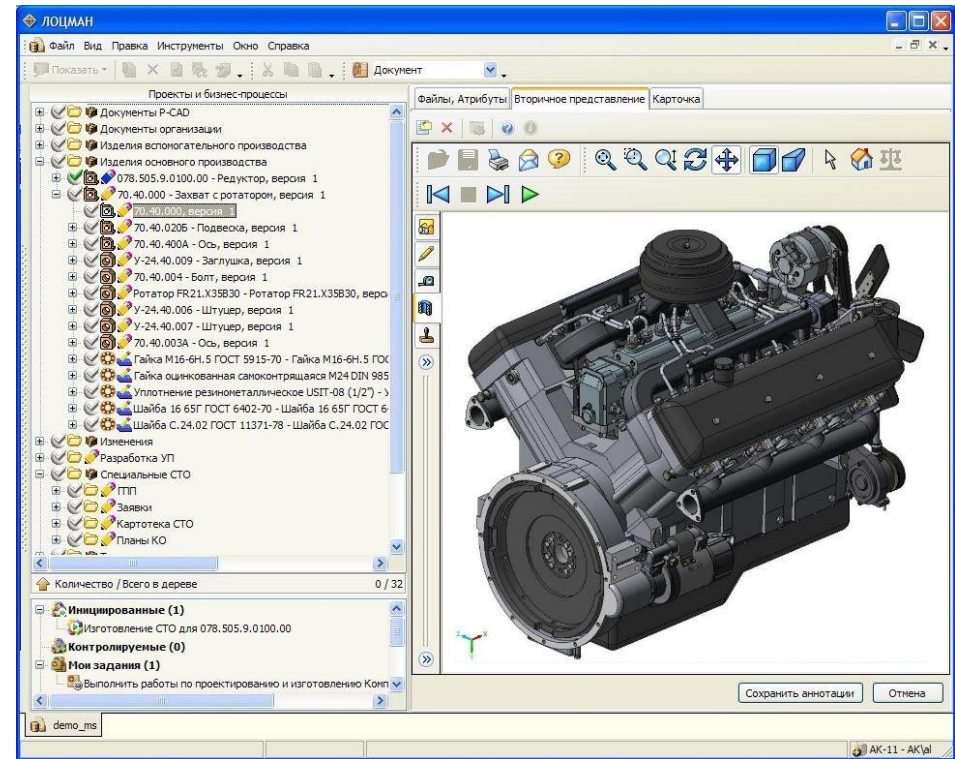 ЛОЦМАН
Файл Вид Правка Инструменты Окно Справка
Показать Документ
Проекты и бизнес-процессы
Документы P-CAD
Документы организации
Изделия вспомогательного производства
Изделия основного производства
078.505.9.0100.00 - Редуктор, версия 1
70.40.000 - Захват с ротатором, версия 1
70.40.000, версия 1
70.40.020Б - Подвеска, версия 1
70.40.400А - Ось, версия 1
У-24.40.009 - Заглушка, версия 1
70.40.004 - Болт, версия 1
Ротатор FR21.X35B30 - Ротатор FR21.X35B30, верс
У-24.40.006 - Штуцер, версия 1
У-24.40.007 - Штуцер, версия 1
70.40.003А - Ось, версия 1
Гайка М16-6Н.5 ГОСТ 5915-70 - Гайка М16-6Н.5 ГОС
Гайка оцинкованная самоконтрящаяся М24 DIN 985
Уплотнение резинометаллическое USIT-08 (1/2") -
Шайба 16 65Г ГОСТ 6402-70 - Шайба 16 65Г ГОСТ 6-
Шайба С.24.02 ГОСТ 11371-78 - Шайба С.24.02 ГОС
Изменения
Разработка УП
Специальные СТО
ГПП
Заявки
Картотека СТО
Планы КО
Количество / Всего в дереве 0 / 32
Инициированные (1)
Изготовление СТО для 078.505.9.0100.00
Контролируемые (0)
Мои задания (1)
Выполнить работы по проектированию и изготовлению Комп
Файлы, Атрибуты Вторичное представление Карточка
Сохранить аннотации Отмена
demo_ms
AK-11 - AK\al